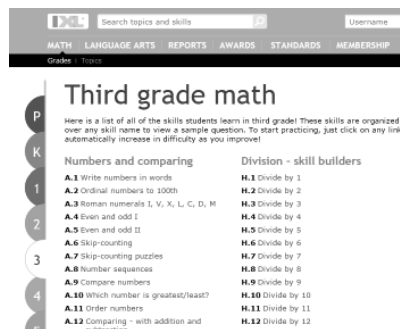 IXL
Search topics and skills
Username
MATH LANGUAGE ARTS REPORTS AWARDS STANDARDS MEMBERSHIP
Grades Topics
Third grade math
Here is a list of all of the skills students learn in third grade! These skills are organized
over any skill name to view a sample question. To start practicing, just click on any link
automatically increase in difficulty as you improve!
P
K
1
2
3
4
Numbers and comparing
A.1 Write numbers in words
A.2 Ordinal numbers to 100th
A.3 Roman numerals I, V, X, L, C, D, M
A.4 Even and odd I
A.5 Even and odd II
A.6 Skip-counting
A.7 Skip-counting puzzles
A.8 Number sequences
A.9 Compare numbers
A.10 Which number is greatest/least?
A.11 Order numbers
A.12 Comparing - with addition and
Division - skill builders
H.1 Divide by 1
H.2 Divide by 2
H.3 Divide by 3
H.4 Divide by 4
H.5 Divide by 5
H.6 Divide by 6
H.7 Divide by 7
H.8 Divide by 8
H.9 Divide by 9
H.10 Divide by 10
H.11 Divide by 11
H.12 Divide by 12